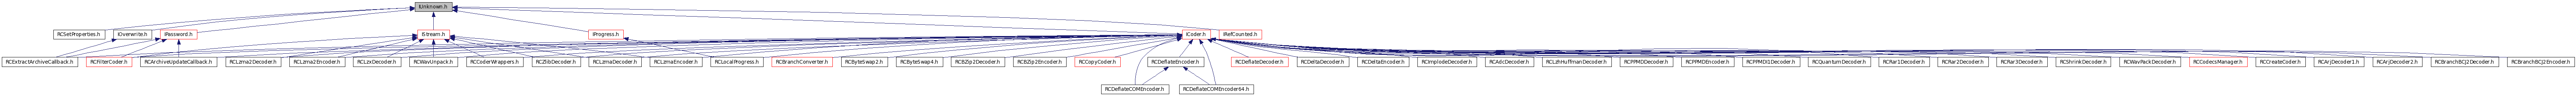 IUnknown.h
RCSetProperties.h
IOverwrite.h
IPassword.h
IStream.h
IProgress.h
ICoder.h
IRefCounted.h
RCExtractArchiveCallback.h
RCFilterCoder.h
RCArchiveUpdateCallback.h
RCLzma2Decoder.h
RCLzma2Encoder.h
RCLzxDecoder.h
RCWavUnpack.h
RCCoderWrappers.h
RCZlibDecoder.h
RCLzmaDecoder.h
RCLzmaEncoder.h
RCLocalProgress.h
RCBranchConverter.h
RCByteSwap2.h
RCByteSwap4.h
RCBZip2Decoder.h
RCBZip2Encoder.h
RCCopyCoder.h
RCDeflateEncoder.h
RCDeflateDecoder.h
RCDeltaDecoder.h
RCDeltaEncoder.h
RCImplodeDecoder.h
RCAdcDecoder.h
RCLZhHuffmanDecoder.h
RCPPMDDecoder.h
RCPPMDEncoder.h
RCPPMDI1Decoder.h
RCQuantumDecoder.h
RCRar1Decoder.h
RCRar2Decoder.h
RCRar3Decoder.h
RCShrinkDecoder.h
RCWavPackDecoder.h
RCCodecsManager.h
RCCreateCoder.h
RCArjDecoder1.h
RCArjDecoder2.h
RCBranchBCJ2Decoder.h
RCBranchBCJ2Encoder.h
RCDeflateCOMEncoder.h
RCDeflateCOMEncoder64.h